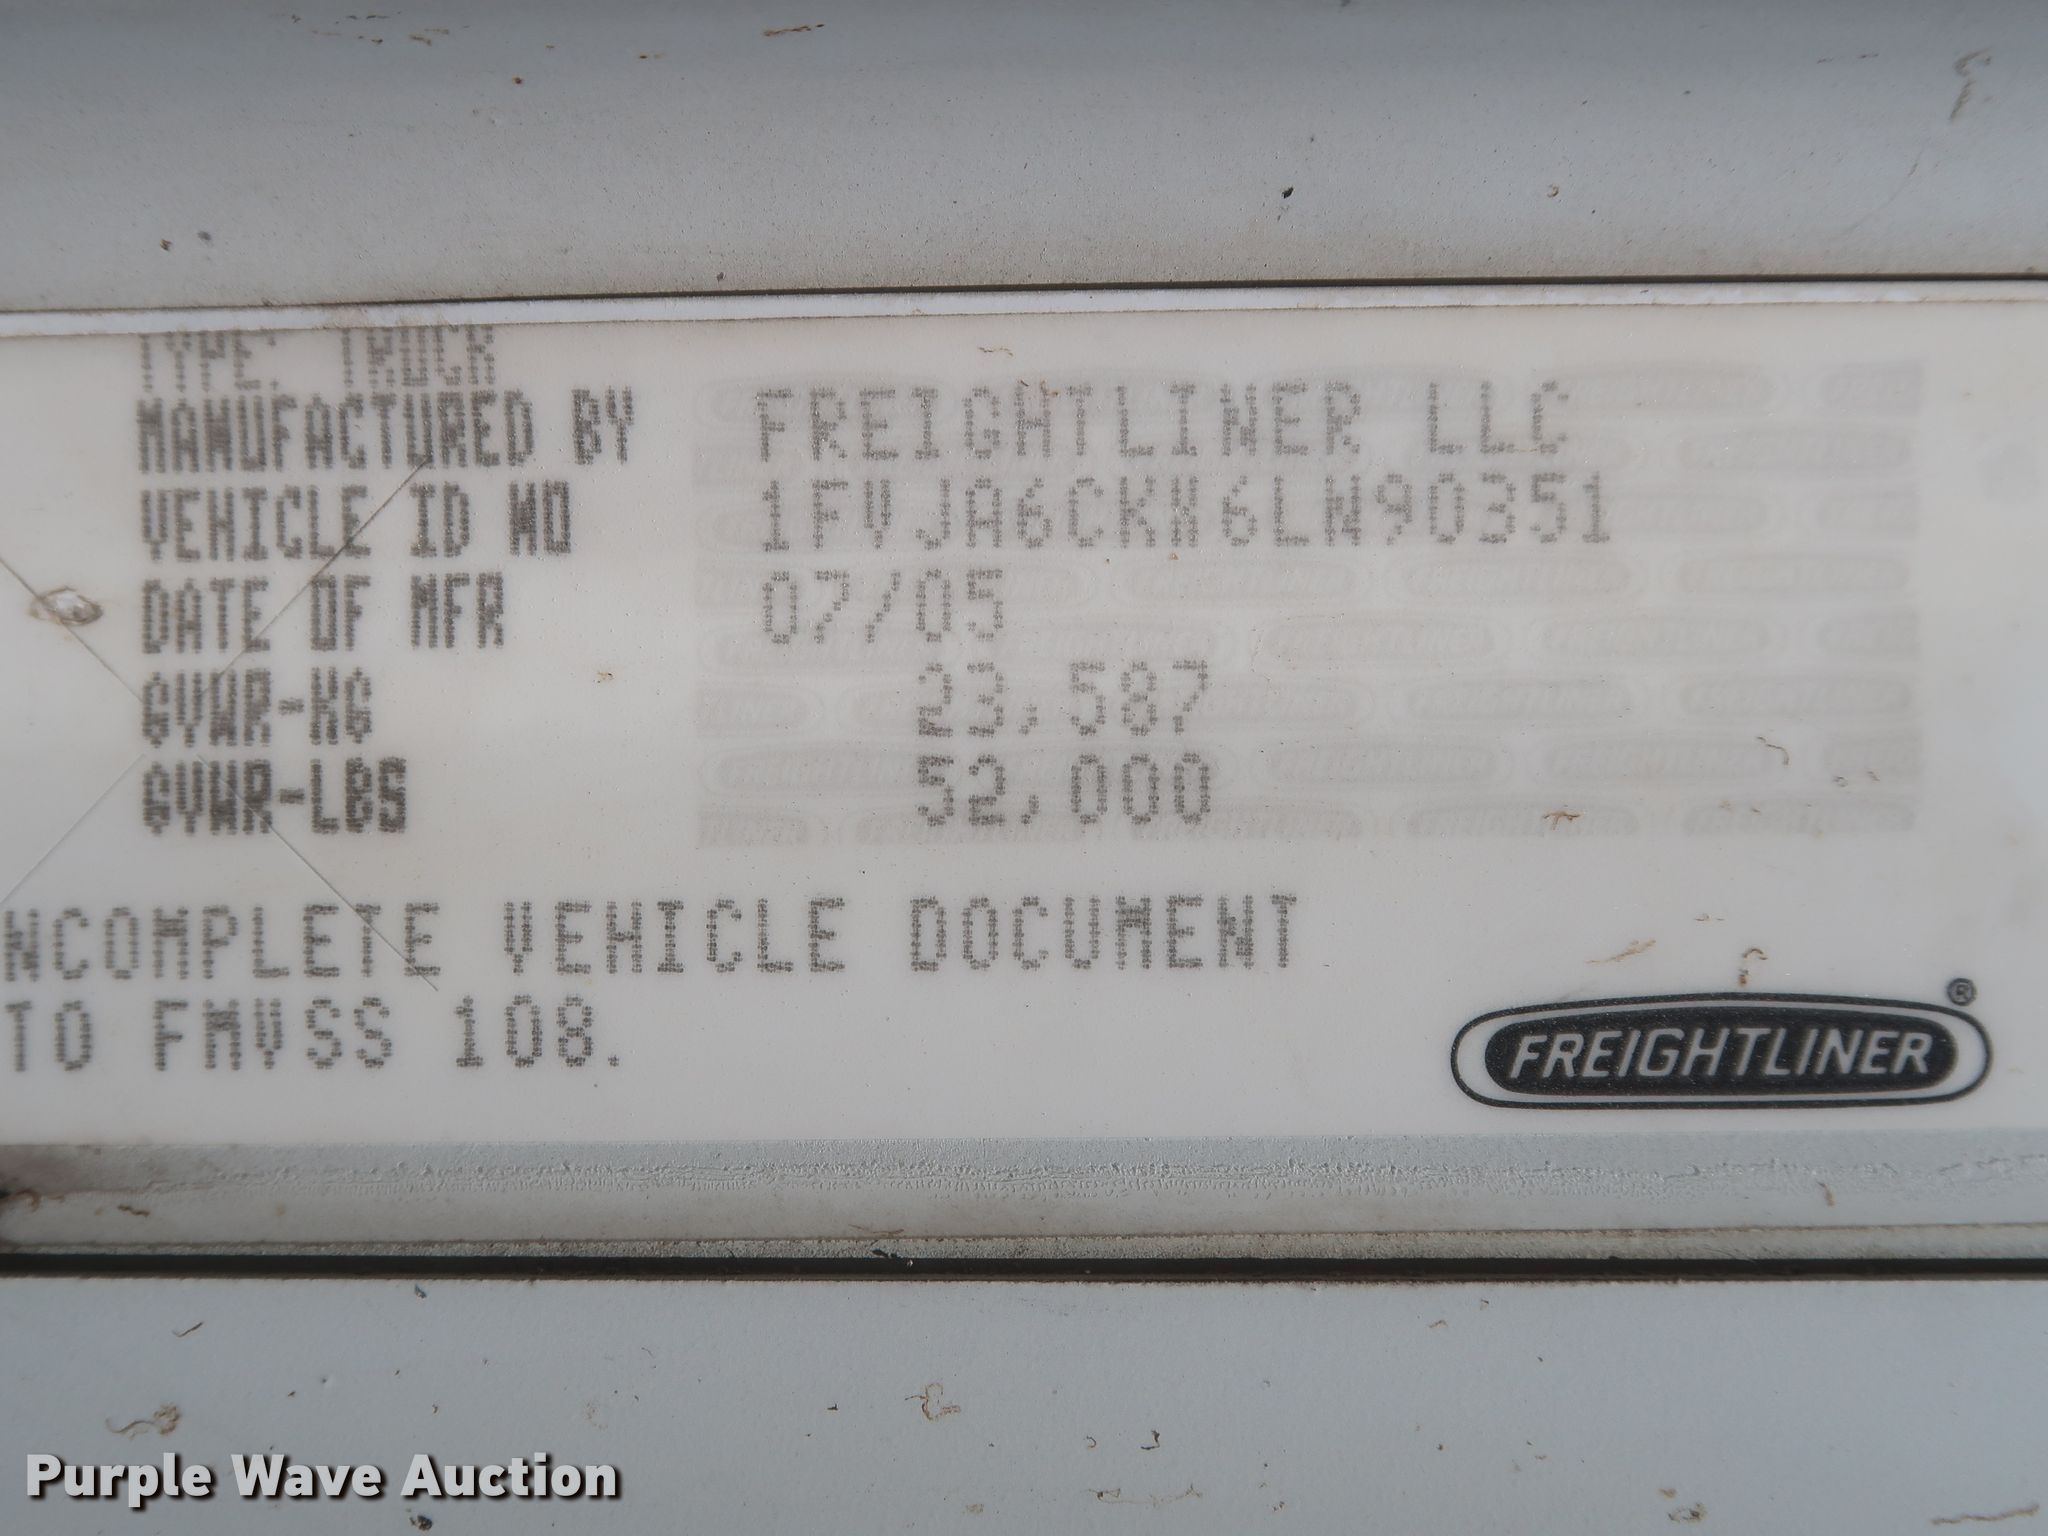 TYPE: TRUCK
MANUFACTURED BY FREIGHTLINER LLC
VEHICLE ID NO 1FVJA6CKX6LW90351
DATE OF MFR 07/05
GVWR-KG 23,587
GVWR-LBS 52,000
NCOMPLETE VEHICLE DOCUMENT
TO FMVSS 108.
FREIGHTLINER®
Purple Wave Auction